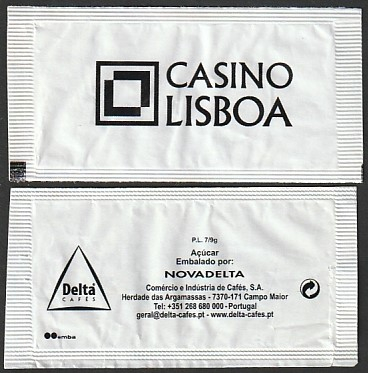 CASINO
LISBOA
P.L. 7/9g
Açúcar
Embalado por:
NOVADELTA
Comércio e Indústria de Cafés, S.A.
Herdade das Argamassas - 7370-171 Campo Maior
Tel: +351 268 680 000 - Portugal
geral@delta-cafes.pt - www.delta-cafes.pt
Delta
CAFÉS
emba